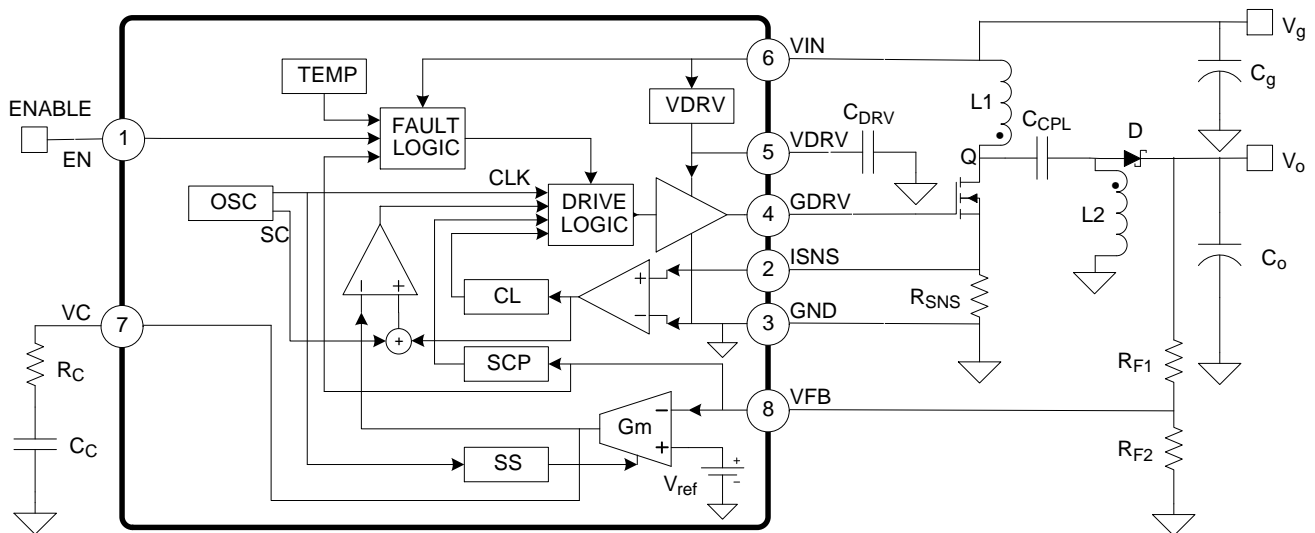 VIN
6
V_g
TEMP
C_g
L1
ENABLE
VDRV
C_DRV
C_CPL
D
FAULT
LOGIC
1
EN
VDRV
5
Q
V_o
CLK
OSC
DRIVE
LOGIC
GDRV
4
L2
SC
ISNS
2
C_o
+
−
+
−
CL
R_SNS
VC
7
GND
3
+
SCP
R_C
R_F1
VFB
8
−
Gm
+
C_C
SS
+
−
V_ref
R_F2